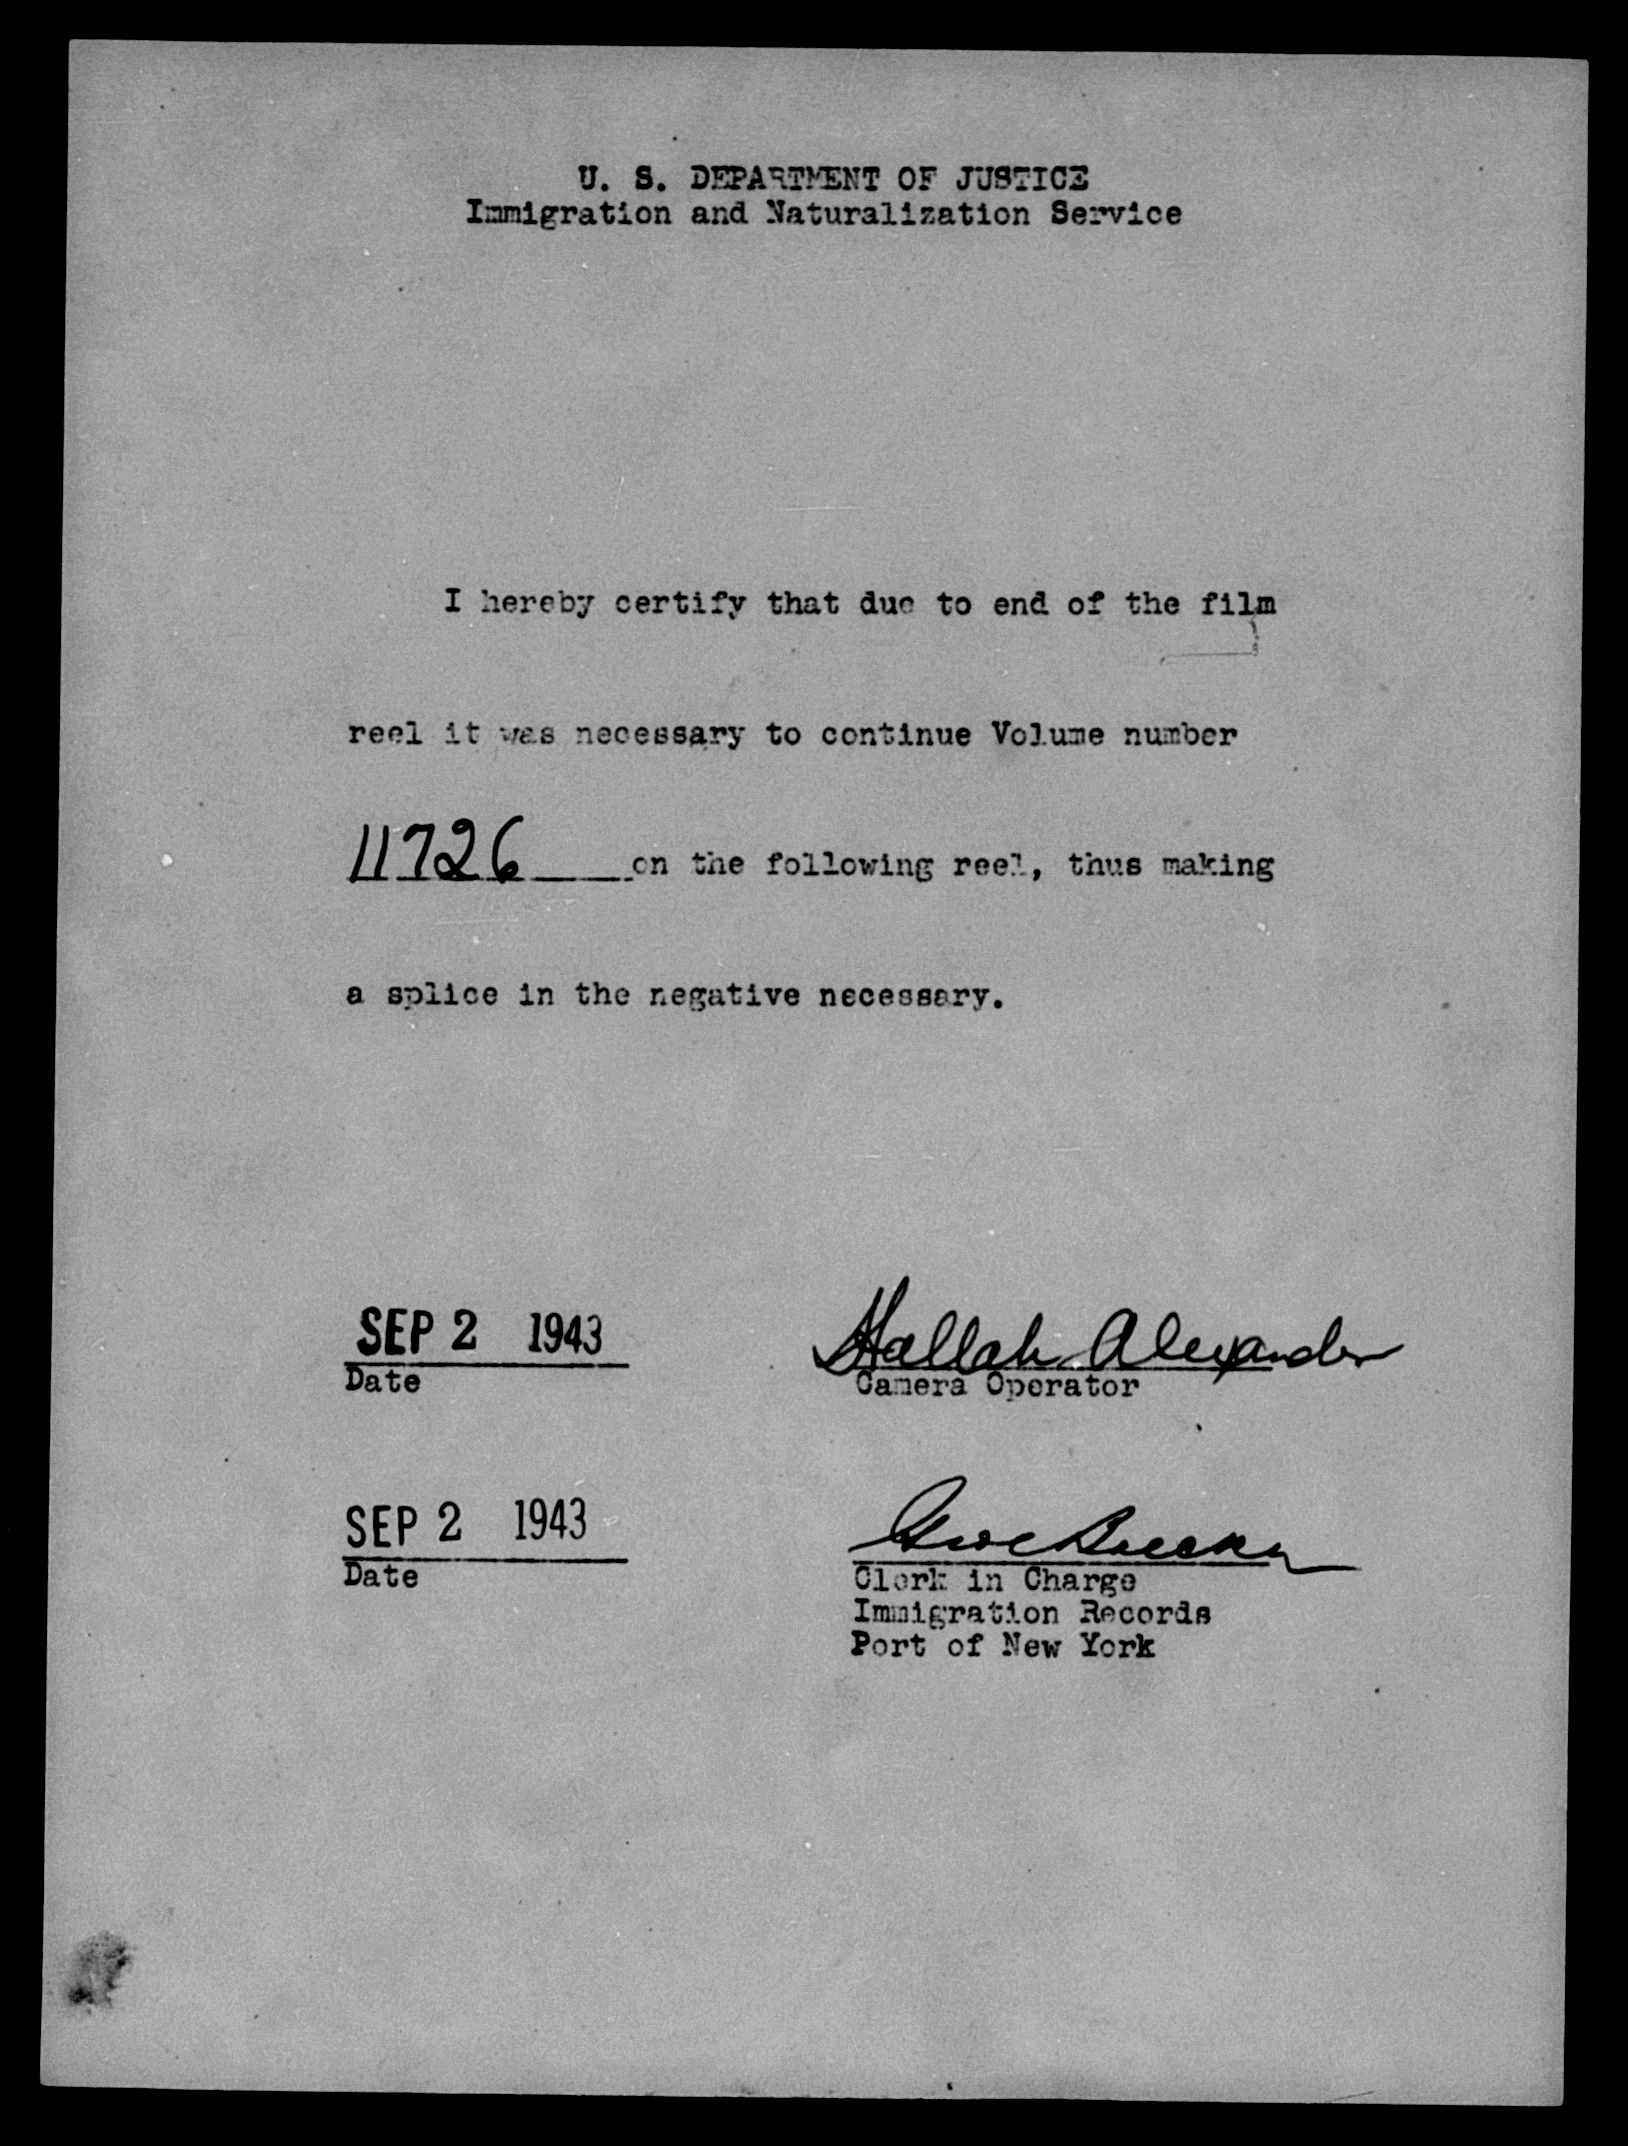 U. S. DEPARTMENT OF JUSTICE
Immigration and Naturalization Service
I hereby certify that due to end of the film
reel it was necessary to continue Volume number
11726 on the following reel, thus making
a splice in the negative necessary.
SEP 2 1943
Date
Hallah Alexander
Camera Operator
SEP 2 1943
Date
Clerk in Charge
Immigration Records
Port of New York